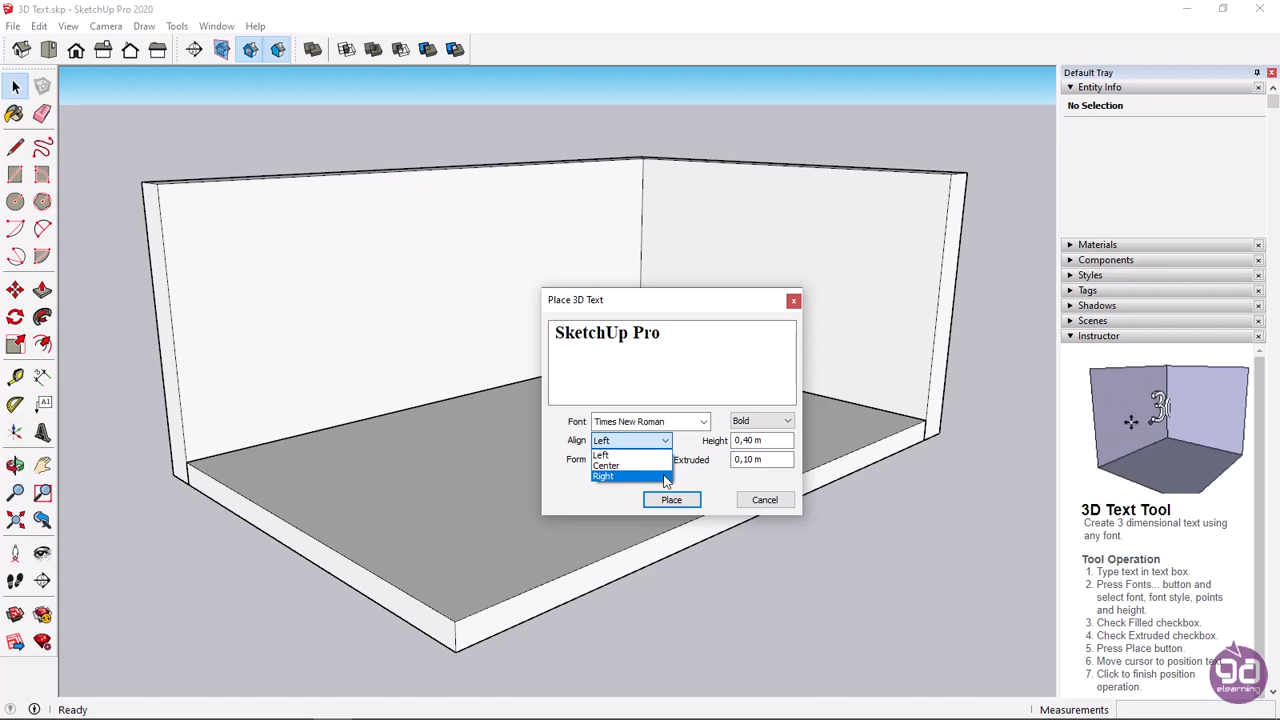 3D Text.skp - SketchUp Pro 2020
File Edit View Camera Draw Tools Window Help
Default Tray
Entity Info
No Selection
Place 3D Text
SketchUp Pro
Font Times New Roman Bold
Align Left Height 0,40 m
Left
Center
Right
Form Extruded 0,10 m
Place Cancel
Materials
Components
Styles
Tags
Shadows
Scenes
Instructor
3D Text Tool
Create 3 dimensional text using
any font.
Tool Operation
1. Type text in text box.
2. Press Fonts... button and
select font, font style, points
and height.
3. Check Filled checkbox.
4. Check Extruded checkbox.
5. Press Place button.
6. Move cursor to position
7. Click to finish position
operation.
elearning
Ready
Measurements